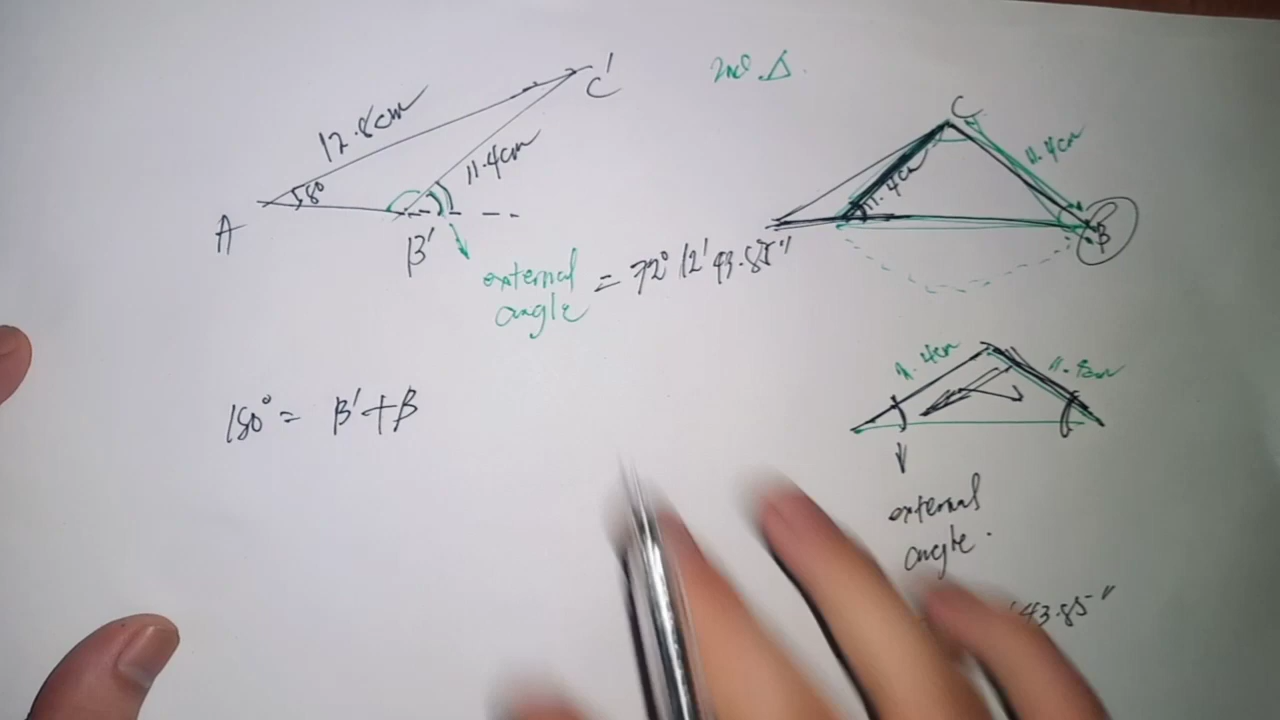 2nd Δ.
C'
12.8cm
11.4cm
58°
A
B'
external
angle
= 72° 12' 43.85"
C
11.4cm
11.4cm
B
180° = B' + B
11.4cm
11.4cm
external
angle.
' 43.85"